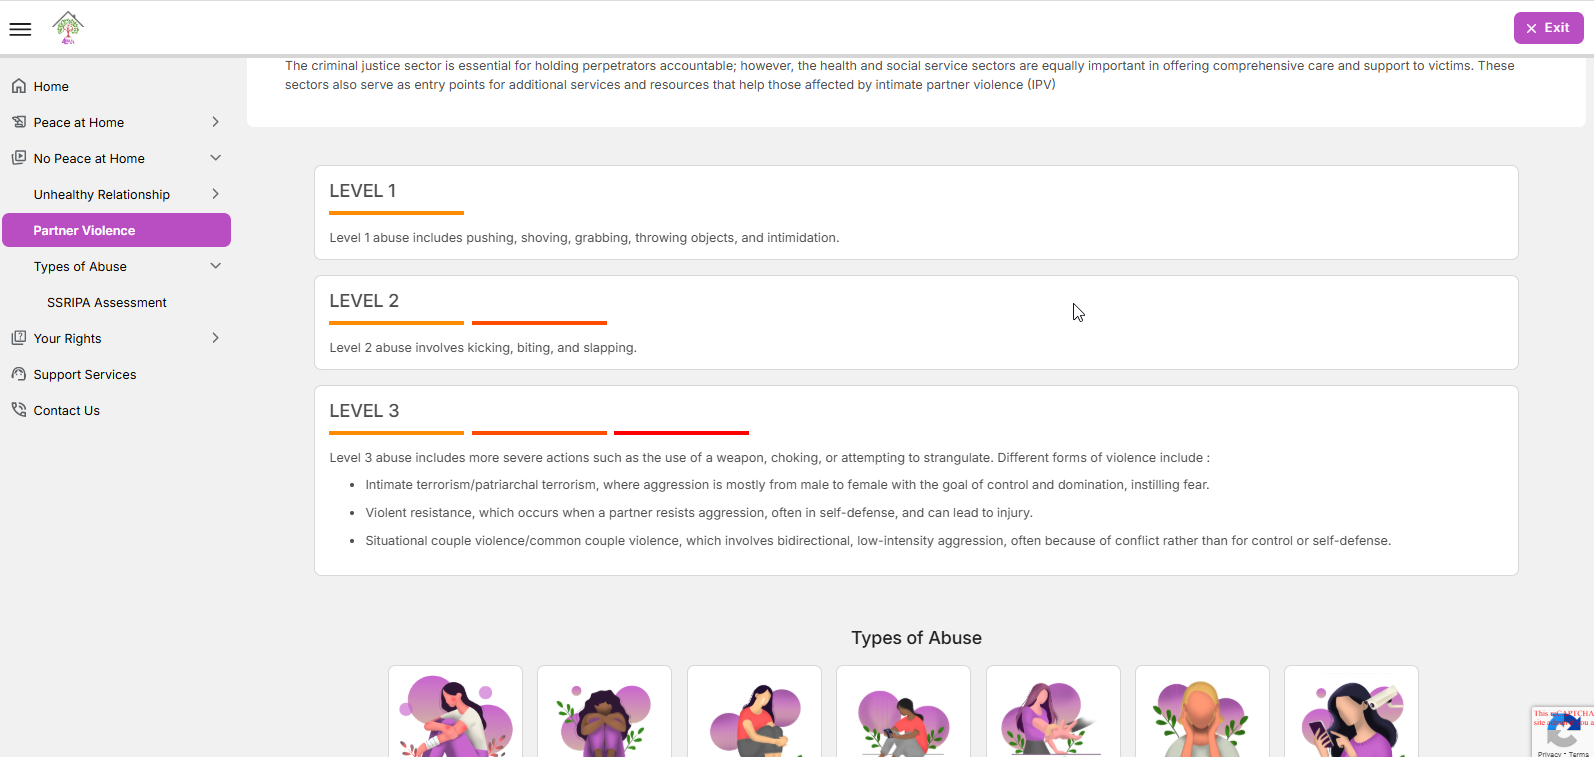 Exit
The criminal justice sector is essential for holding perpetrators accountable; however, the health and social service sectors are equally important in offering comprehensive care and support to victims. These
sectors also serve as entry points for additional services and resources that help those affected by intimate partner violence (IPV)
Home
Peace at Home
No Peace at Home
Unhealthy Relationship
Partner Violence
Types of Abuse
SSRIPA Assessment
Your Rights
Support Services
Contact Us
LEVEL 1
Level 1 abuse includes pushing, shoving, grabbing, throwing objects, and intimidation.
LEVEL 2
Level 2 abuse involves kicking, biting, and slapping.
LEVEL 3
Level 3 abuse includes more severe actions such as the use of a weapon, choking, or attempting to strangulate. Different forms of violence include :
Intimate terrorism/patriarchal terrorism, where aggression is mostly from male to female with the goal of control and domination, instilling fear.
Violent resistance, which occurs when a partner resists aggression, often in self-defense, and can lead to injury.
Situational couple violence/common couple violence, which involves bidirectional, low-intensity aggression, often because of conflict rather than for control or self-defense.
Types of Abuse
Privacy - Terms